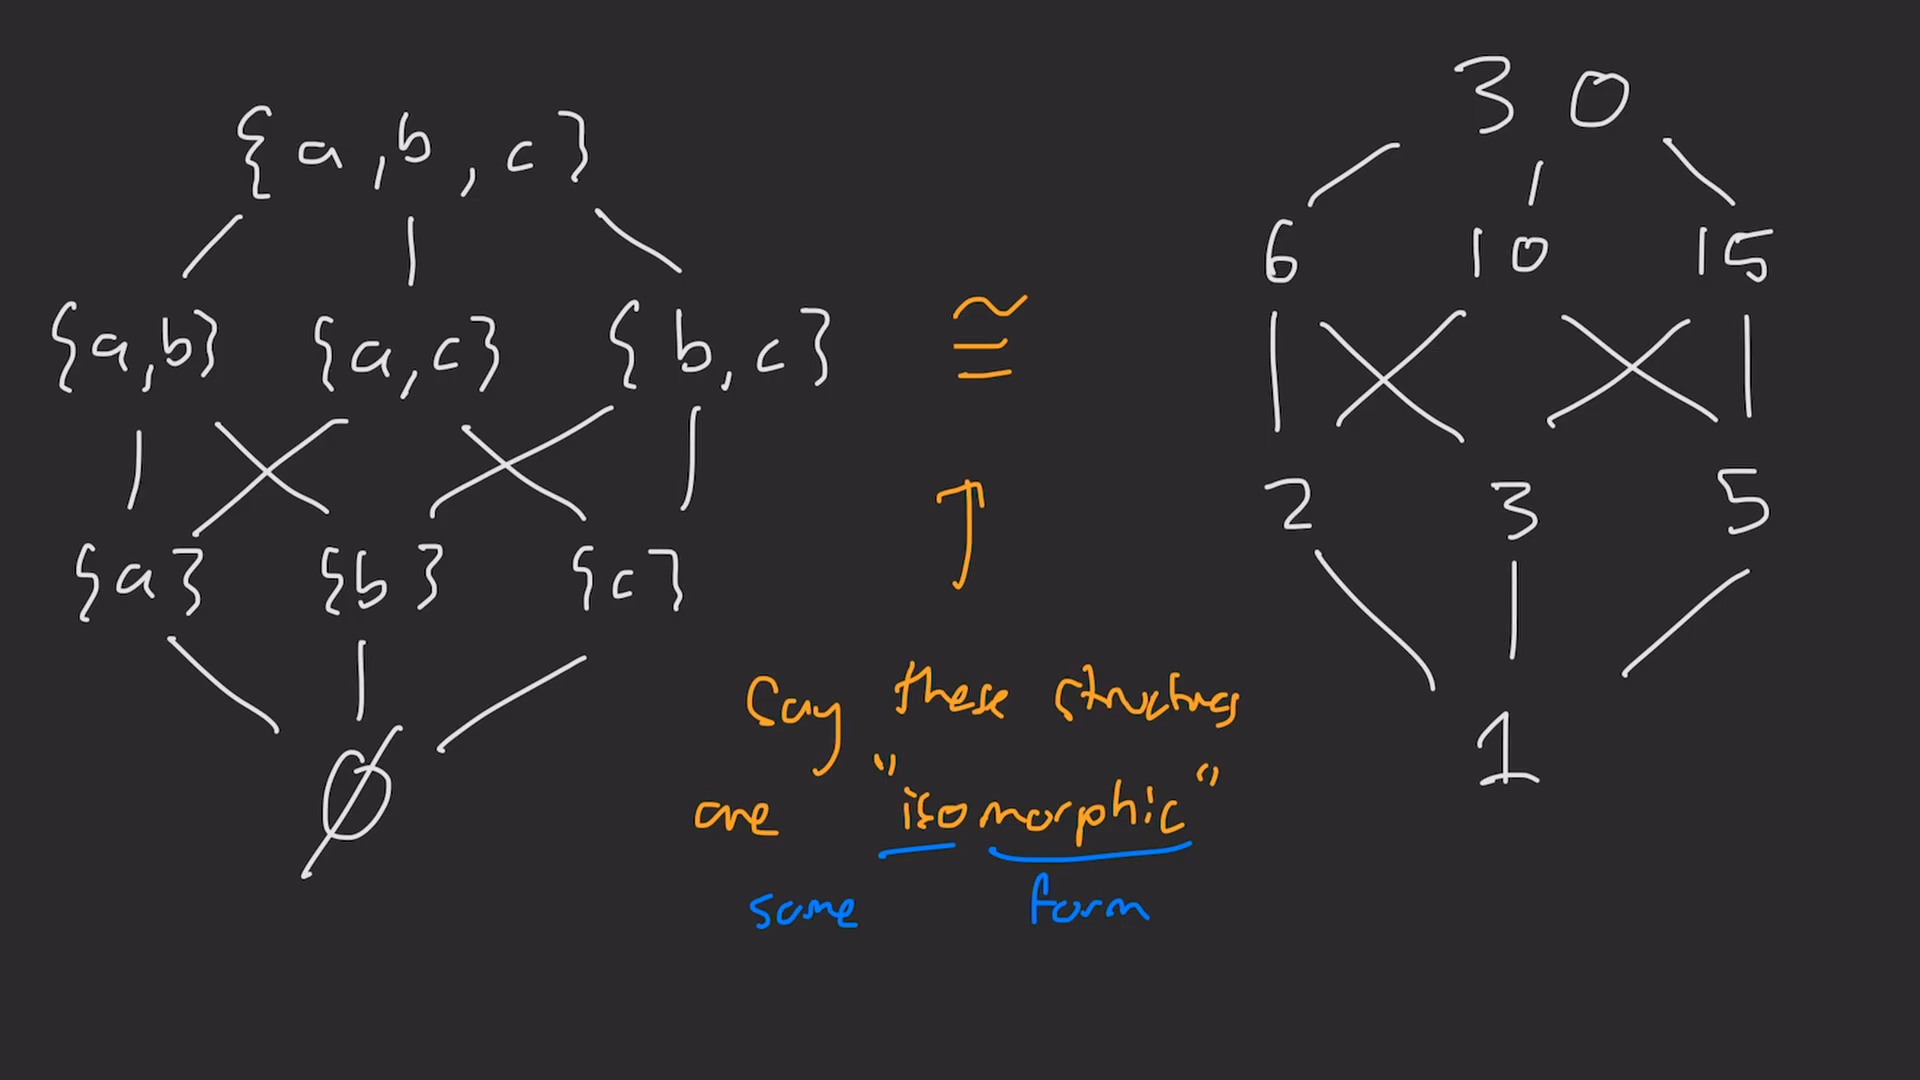 {a,b,c}
{a,b} {a,c} {b,c}
{a} {b} {c}
∅
≅
30
6 10 15
2 3 5
1
Say these structures
are "isomorphic"
same form